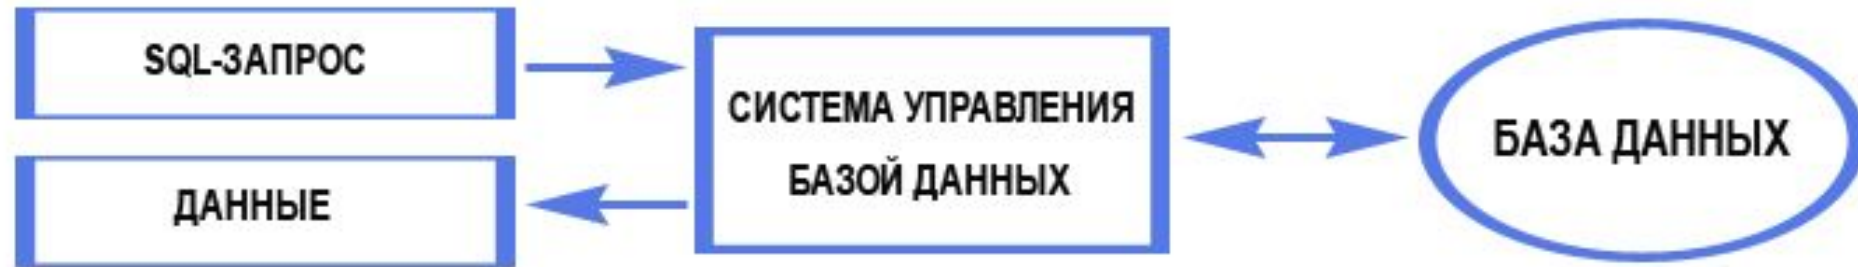 SQL-ЗАПРОС
ДАННЫЕ
СИСТЕМА УПРАВЛЕНИЯ
БАЗОЙ ДАННЫХ
БАЗА ДАННЫХ